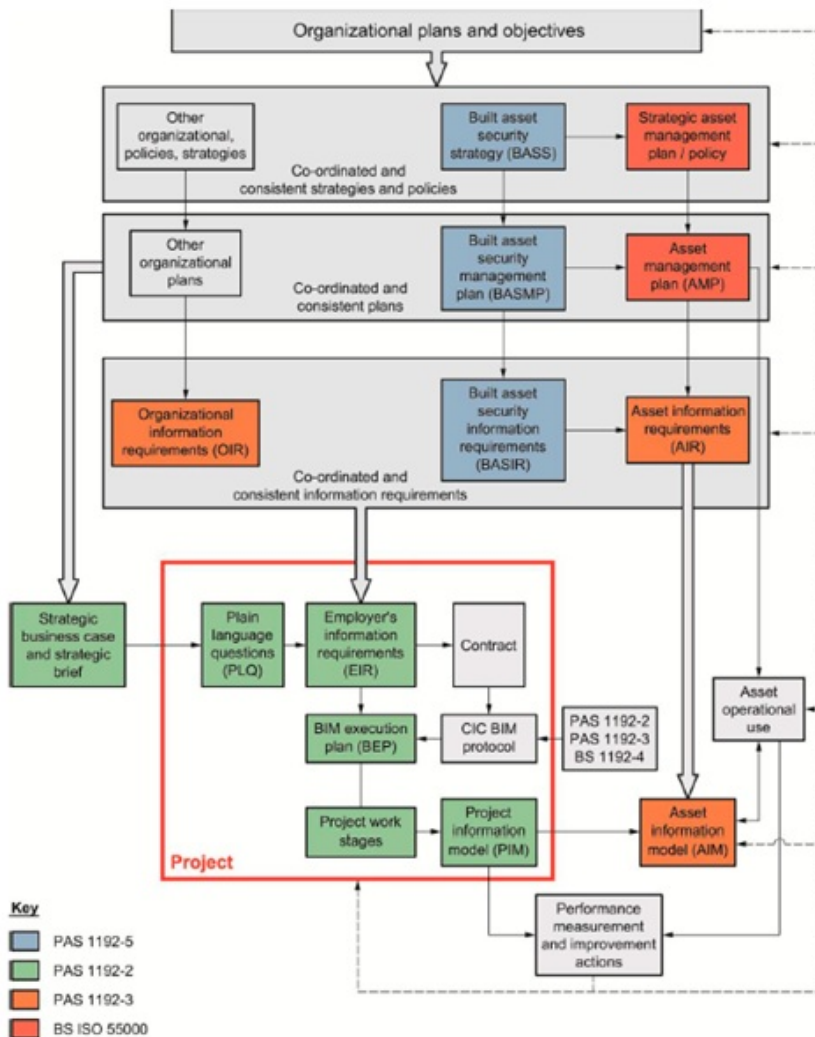 Organizational plans and objectives
Other
organizational,
policies, strategies
Built asset
security
strategy (BASS)
Strategic asset
management
plan / policy
Co-ordinated and
consistent strategies and policies
Other
organizational
plans
Built asset
security
management
plan (BASMP)
Asset
management
plan (AMP)
Co-ordinated and
consistent plans
Organizational
information
requirements (OIR)
Built asset
security
information
requirements
(BASIR)
Asset information
requirements
(AIR)
Co-ordinated and
consistent information requirements
Strategic
business case
and strategic
brief
Plain
language
questions
(PLQ)
Employer's
information
requirements
(EIR)
Contract
BIM execution
plan (BEP)
CIC BIM
protocol
PAS 1192-2
PAS 1192-3
BS 1192-4
Asset
operational
use
Project work
stages
Project
information
model (PIM)
Asset
information
model (AIM)
Project
Performance
measurement
and improvement
actions
Key
PAS 1192-5
PAS 1192-2
PAS 1192-3
BS ISO 55000